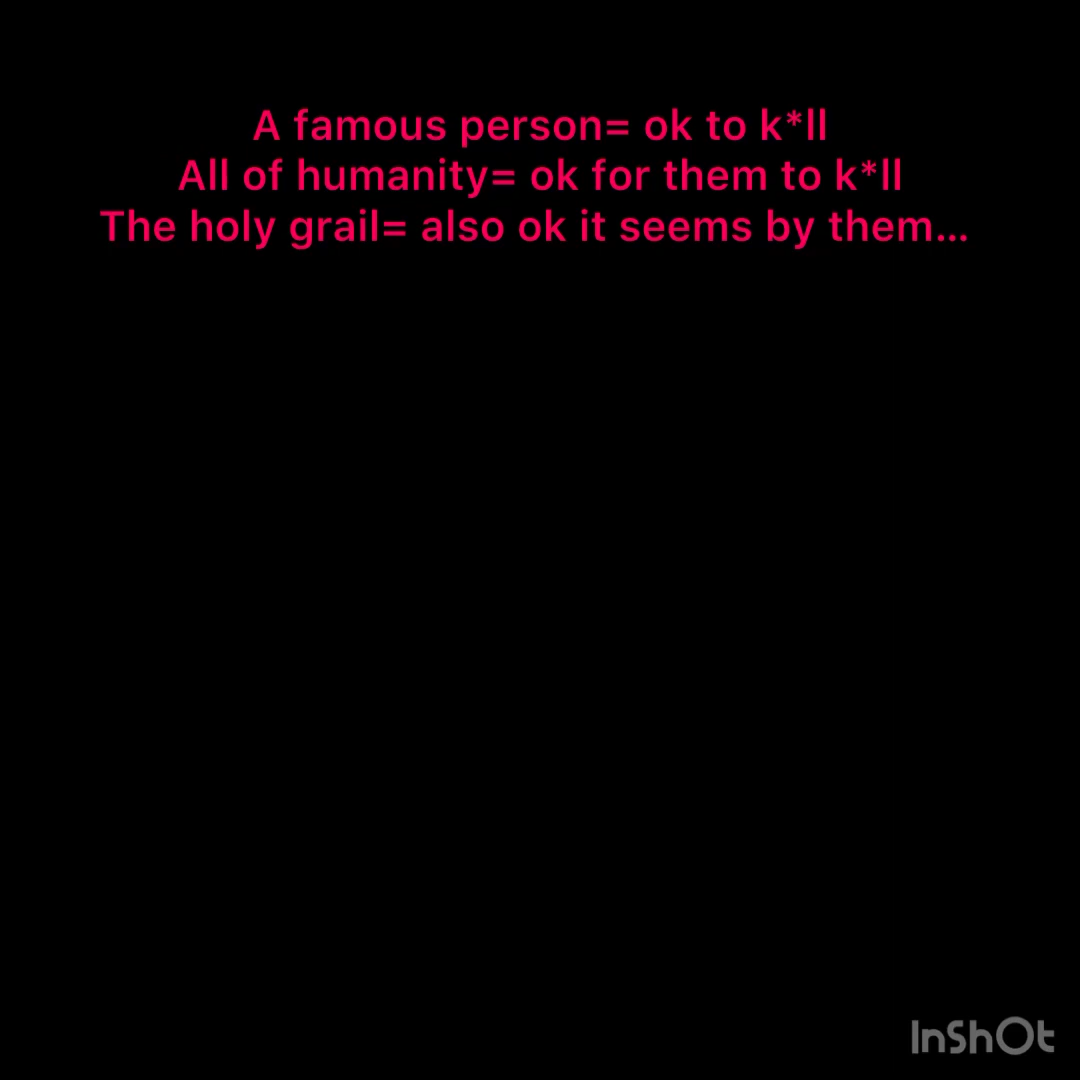 A famous person= ok to k*ll
All of humanity= ok for them to k*ll
The holy grail= also ok it seems by them...
InShOt